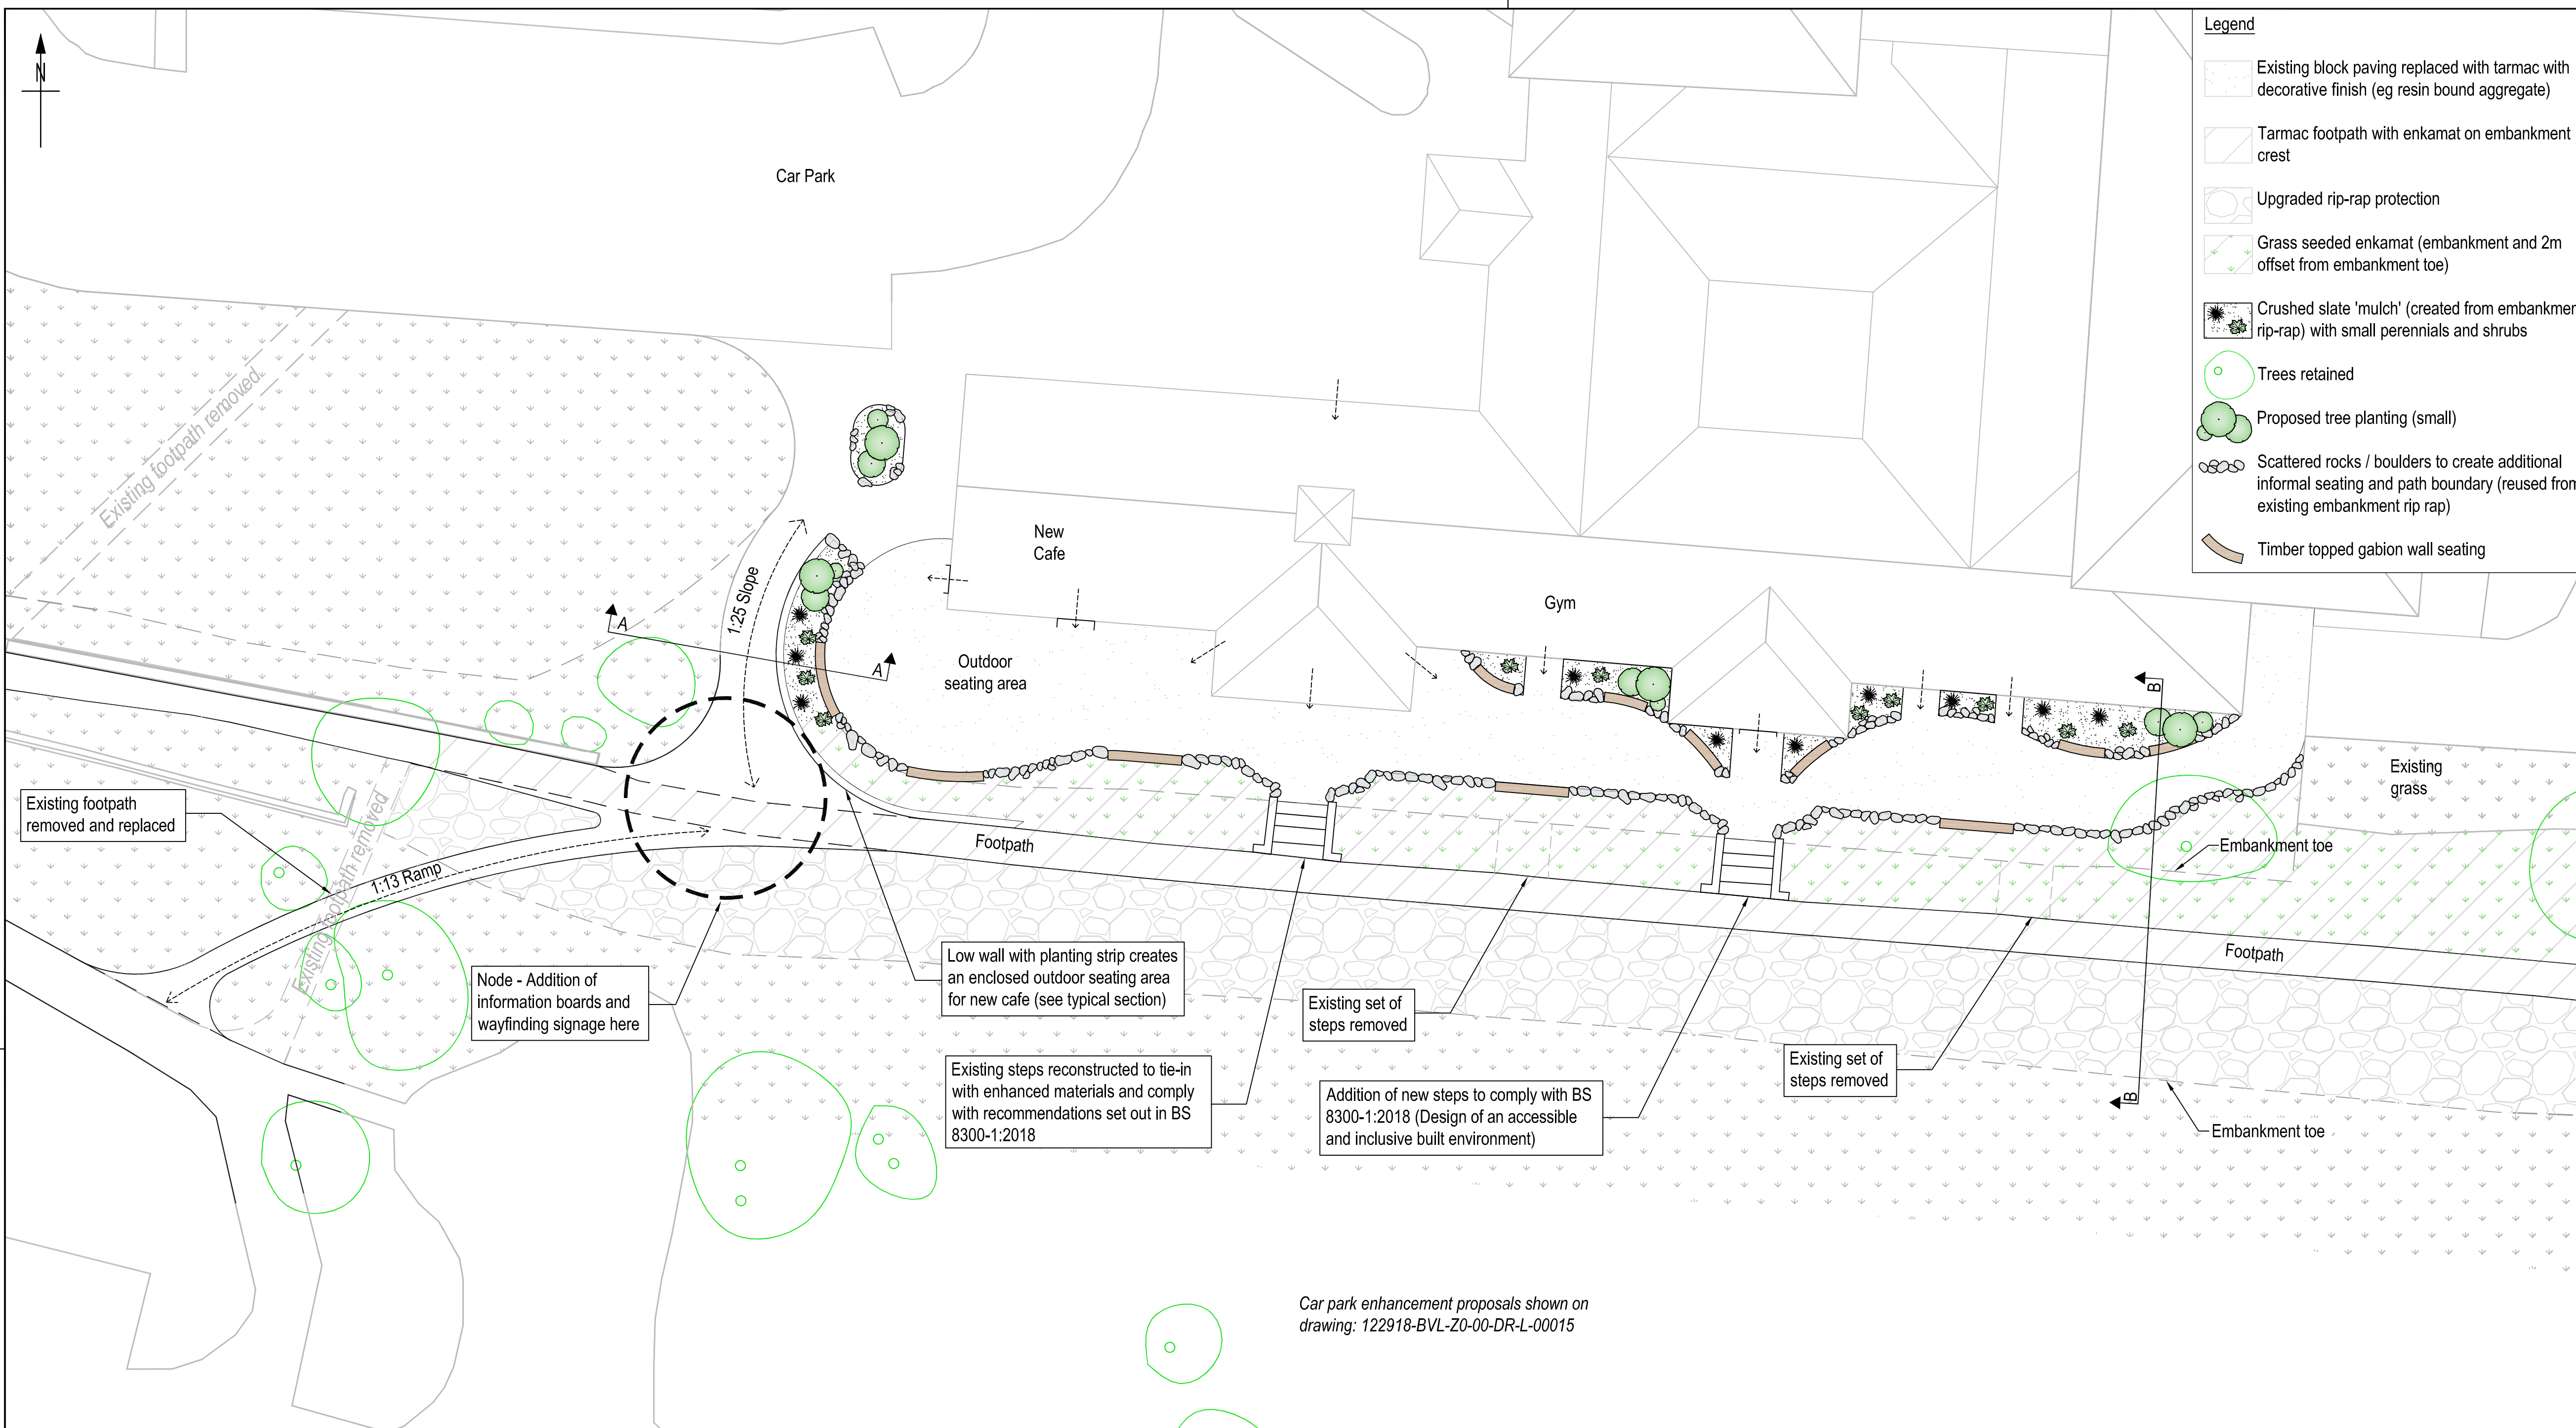 N
Car Park
Legend
Existing block paving replaced with tarmac with
decorative finish (eg resin bound aggregate)
Tarmac footpath with enkamat on embankment
crest
Upgraded rip-rap protection
Grass seeded enkamat (embankment and 2m
offset from embankment toe)
Crushed slate 'mulch' (created from embankmen
rip-rap) with small perennials and shrubs
Trees retained
Proposed tree planting (small)
Scattered rocks / boulders to create additional
informal seating and path boundary (reused from
existing embankment rip rap)
Timber topped gabion wall seating
Existing footpath removed
New
Cafe
1:25 Slope
Gym
A
A
Outdoor
seating area
B
Existing
grass
Existing footpath
removed and replaced
Existing footpath removed
1:13 Ramp
Footpath
Embankment toe
Footpath
Node - Addition of
information boards and
wayfinding signage here
Low wall with planting strip creates
an enclosed outdoor seating area
for new cafe (see typical section)
Existing set of
steps removed
Existing steps reconstructed to tie-in
with enhanced materials and comply
with recommendations set out in BS
8300-1:2018
Addition of new steps to comply with BS
8300-1:2018 (Design of an accessible
and inclusive built environment)
Existing set of
steps removed
B
Embankment toe
Car park enhancement proposals shown on
drawing: 122918-BVL-Z0-00-DR-L-00015